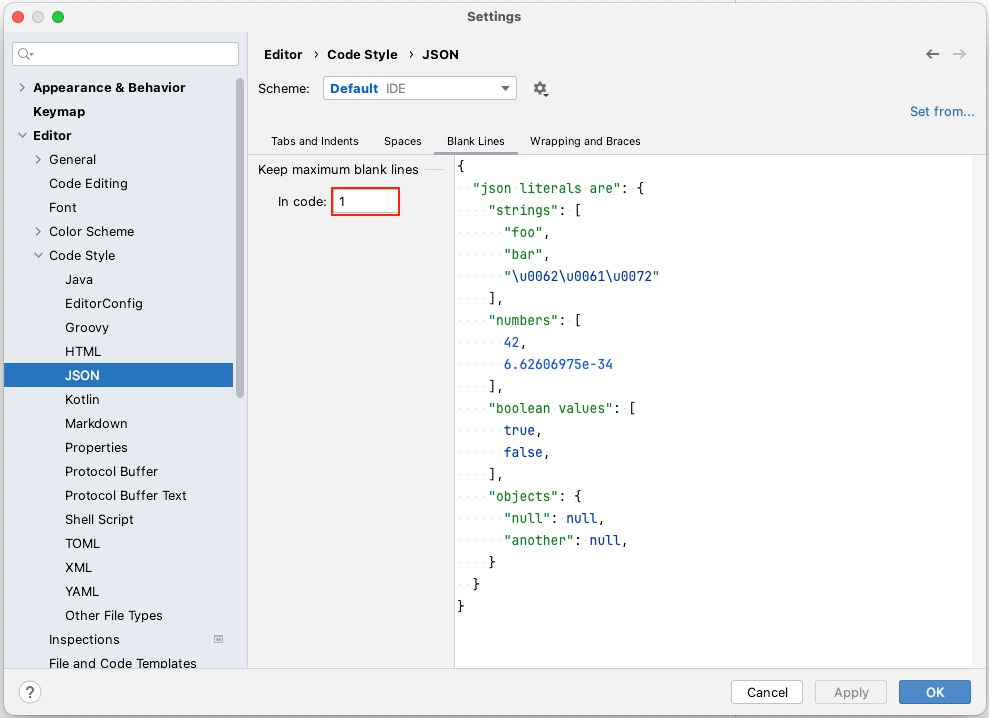 Settings
Appearance & Behavior
Keymap
Editor
General
Code Editing
Font
Color Scheme
Code Style
Java
EditorConfig
Groovy
HTML
JSON
Kotlin
Markdown
Properties
Protocol Buffer
Protocol Buffer Text
Shell Script
TOML
XML
YAML
Other File Types
Inspections
File and Code Templates
Editor › Code Style › JSON
Scheme: Default IDE
Set from...
Tabs and Indents Spaces Blank Lines Wrapping and Braces
Keep maximum blank lines
In code: 1
{
  "json literals are": {
    "strings": [
      "foo",
      "bar",
      "\u0062\u0061\u0072"
    ],
    "numbers": [
      42,
      6.62606975e-34
    ],
    "boolean values": [
      true,
      false,
    ],
    "objects": {
      "null": null,
      "another": null,
    }
  }
}
?
Cancel Apply OK